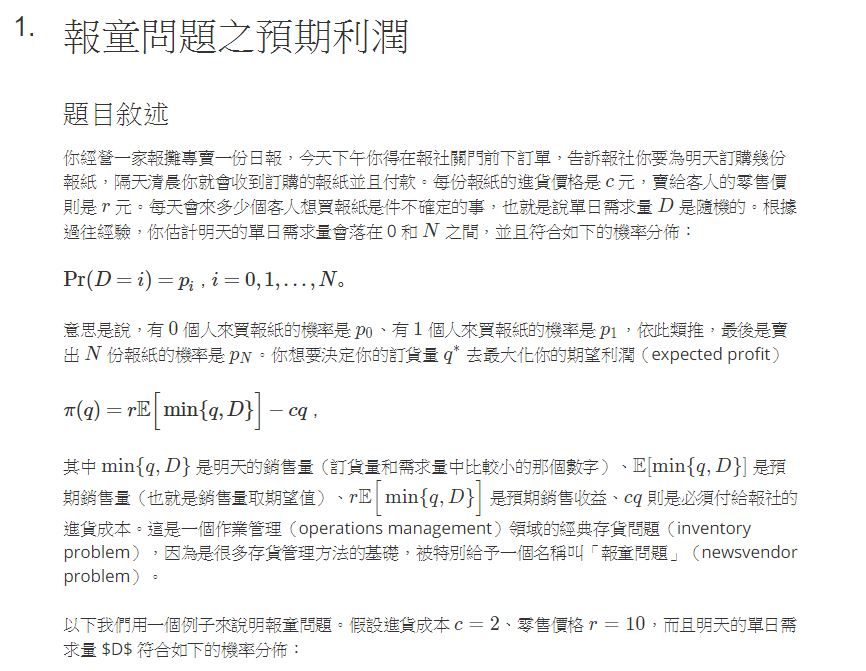 1. 報童問題之預期利潤
題目敘述
你經營一家報攤專賣一份日報，今天下午你得在報社關門前下訂單，告訴報社你要為明天訂購幾份
報紙，隔天清晨你就會收到訂購的報紙並且付款。每份報紙的進貨價格是 c 元，賣給客人的零售價
則是 r 元。每天會來多少個客人想買報紙是件不確定的事，也就是說單日需求量 D 是隨機的。根據
過往經驗，你估計明天的單日需求量會落在 0 和 N 之間，並且符合如下的機率分佈：
Pr(D = i) = p_i，i = 0, 1, . . . , N。
意思是說，有 0 個人來買報紙的機率是 p_0、有 1 個人來買報紙的機率是 p_1，依此類推，最後是賣
出 N 份報紙的機率是 p_N。你想要決定你的訂貨量 q* 去最大化你的期望利潤（expected profit）
π(q) = r𝔼[min{q, D}] − cq，
其中 min{q, D} 是明天的銷售量（訂貨量和需求量中比較小的那個數字）、𝔼[min{q, D}] 是預
期銷售量（也就是銷售量取期望值）、r𝔼[min{q, D}] 是預期銷售收益、cq 則是必須付給報社的
進貨成本。這是一個作業管理（operations management）領域的經典存貨問題（inventory
problem），因為是很多存貨管理方法的基礎，被特別給予一個名稱叫「報童問題」（newsvendor
problem）。
以下我們用一個例子來說明報童問題。假設進貨成本 c = 2、零售價格 r = 10，而且明天的單日需
求量 $D$ 符合如下的機率分佈：